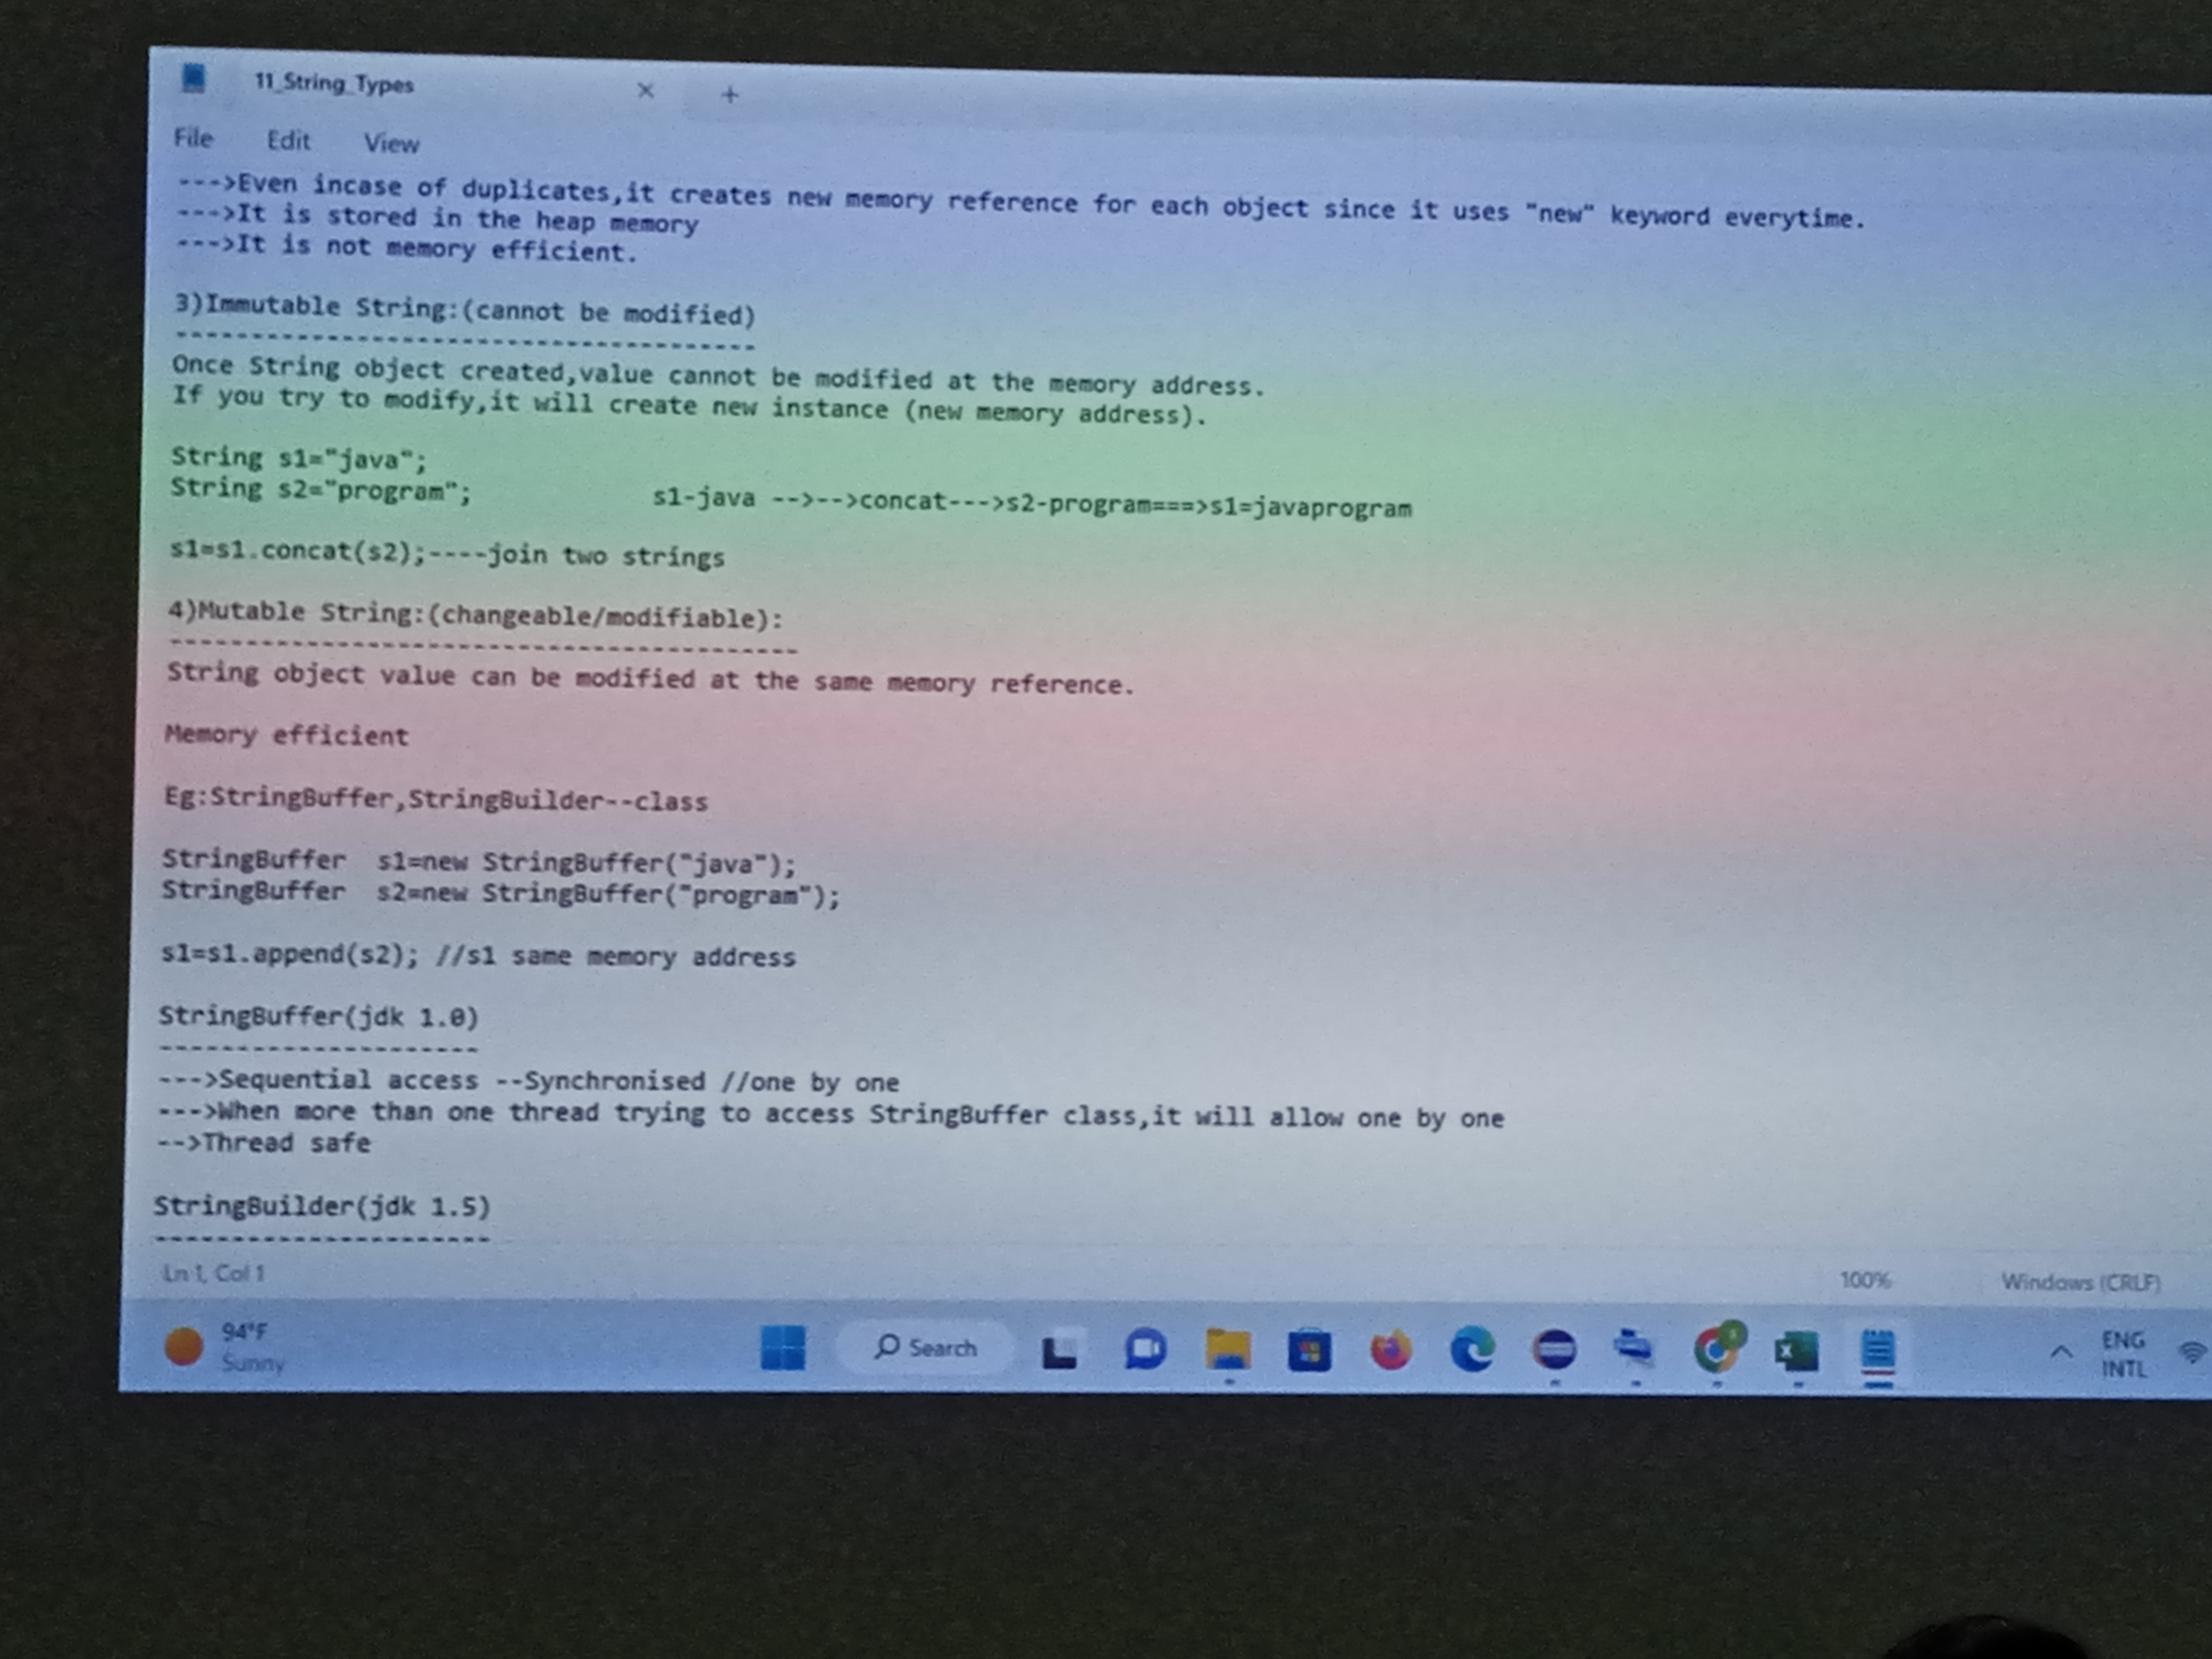 11_String_Types
File Edit View
--->Even incase of duplicates,it creates new memory reference for each object since it uses "new" keyword everytime.
--->It is stored in the heap memory
--->It is not memory efficient.
3)Immutable String:(cannot be modified)
--------------------------------------
Once String object created,value cannot be modified at the memory address.
If you try to modify,it will create new instance (new memory address).
String s1="java";
String s2="program"; s1-java -->-->concat--->s2-program===>s1=javaprogram
s1=s1.concat(s2);----join two strings
4)Mutable String:(changeable/modifiable):
-----------------------------------------
String object value can be modified at the same memory reference.
Memory efficient
Eg:StringBuffer,StringBuilder--class
StringBuffer  s1=new StringBuffer("java");
StringBuffer  s2=new StringBuffer("program");
s1=s1.append(s2); //s1 same memory address
StringBuffer(jdk 1.0)
---------------------
--->Sequential access --Synchronised //one by one
--->When more than one thread trying to access StringBuffer class,it will allow one by one
-->Thread safe
StringBuilder(jdk 1.5)
----------------------
Ln 1, Col 1 100% Windows (CRLF)
94°F
Sunny
Search
ENG
INTL